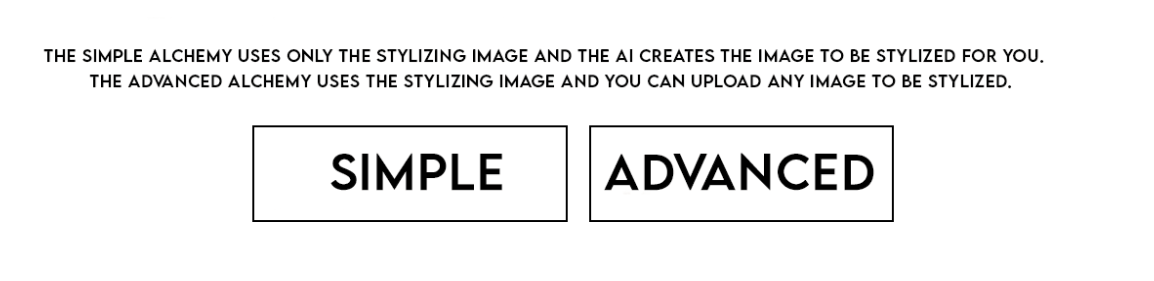 THE SIMPLE ALCHEMY USES ONLY THE STYLIZING IMAGE AND THE AI CREATES THE IMAGE TO BE STYLIZED FOR YOU.
THE ADVANCED ALCHEMY USES THE STYLIZING IMAGE AND YOU CAN UPLOAD ANY IMAGE TO BE STYLIZED.
SIMPLE
ADVANCED